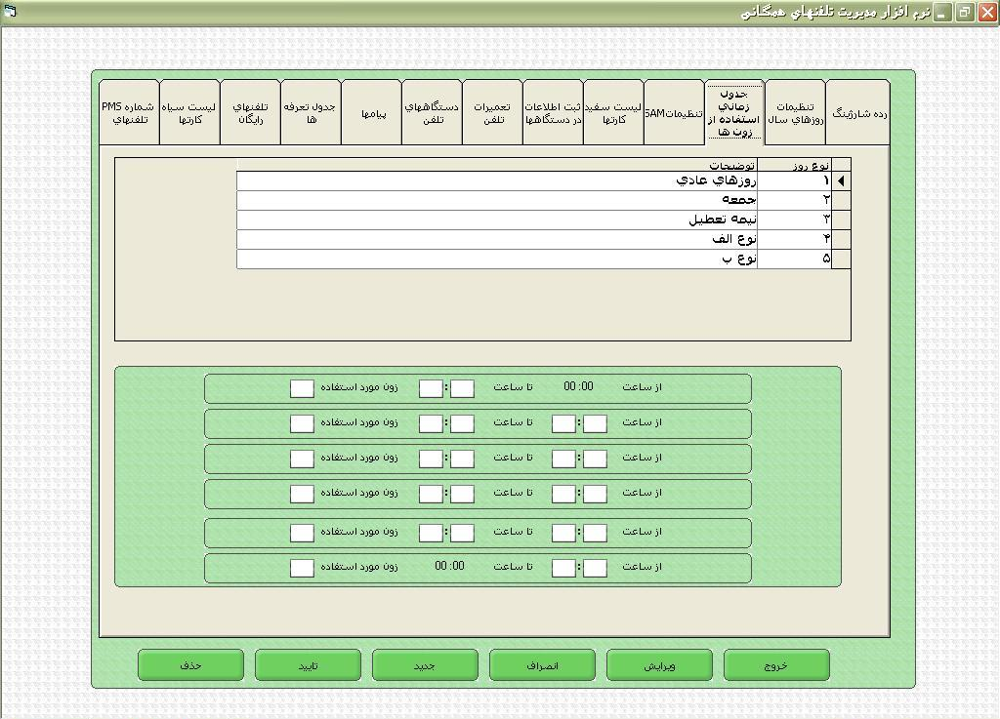 نرم افزار مديريت تلفنهاي همگاني
رده شارژينگ
تنظيمات
روزهاي سال
جدول
زماني
استفاده از
زون ها
تنظيماتSAM
ليست سفيد
كارتها
ثبت اطلاعات
در دستگاهها
تعميرات
تلفن
دستگاههاي
تلفن
پيامها
جدول تعرفه
ها
تلفنهاي
رايگان
ليست سياه
كارتها
شماره PMS
تلفنهاي
نوع روز توضيحات
۱ روزهاي عادي
۲ جمعه
۳ نيمه تعطيل
۴ نوع الف
۵ نوع ب
از ساعت 00:00 تا ساعت : زون مورد استفاده
از ساعت : تا ساعت : زون مورد استفاده
از ساعت : تا ساعت : زون مورد استفاده
از ساعت : تا ساعت : زون مورد استفاده
از ساعت : تا ساعت : زون مورد استفاده
از ساعت : تا ساعت 00:00 زون مورد استفاده
خروج ويرايش انصراف جديد تاييد حذف